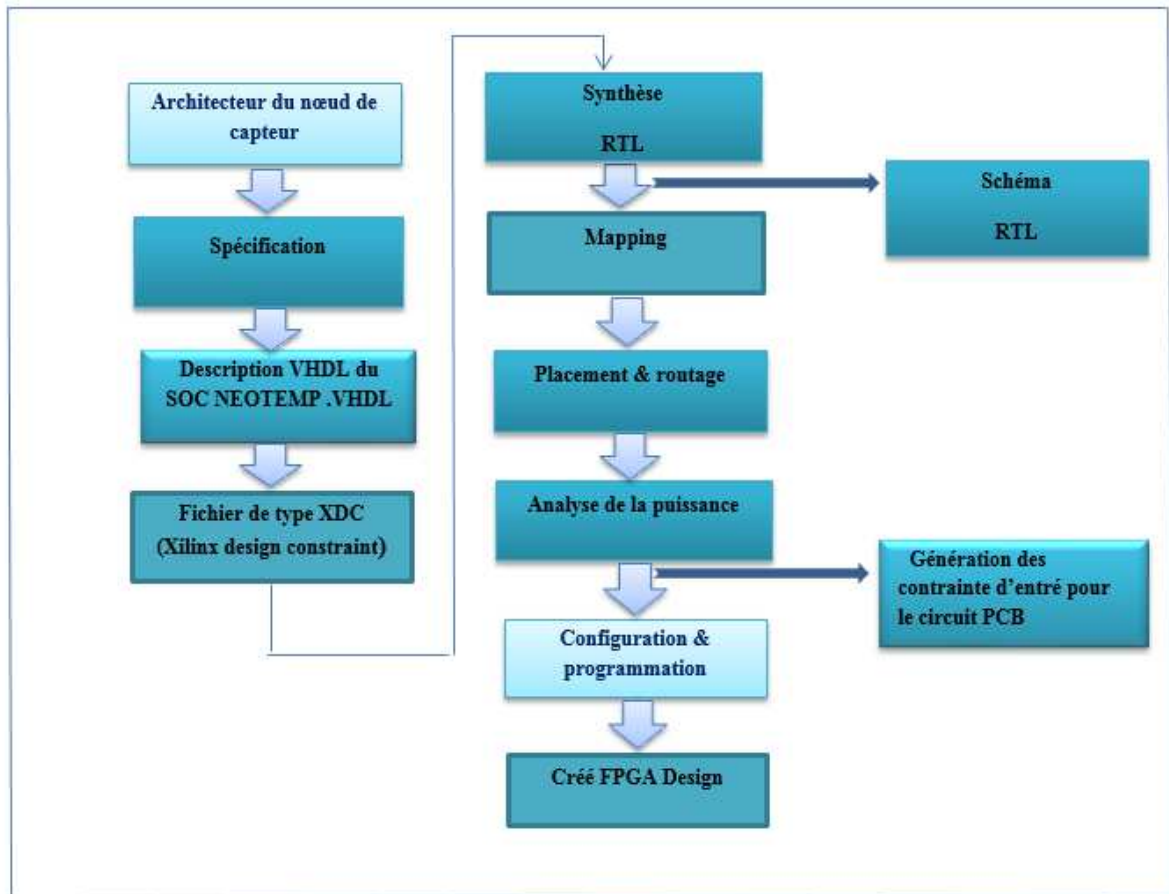 Architecteur du nœud de
capteur
Spécification
Description VHDL du
SOC NEOTEMP .VHDL
Fichier de type XDC
(Xilinx design constraint)
Synthèse
RTL
Schéma
RTL
Mapping
Placement & routage
Analyse de la puissance
Génération des
contrainte d’entré pour
le circuit PCB
Configuration &
programmation
Créé FPGA Design